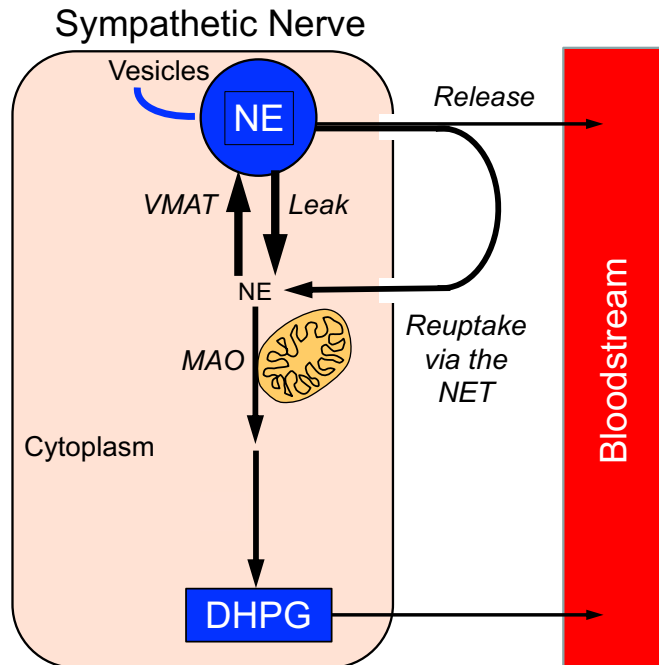 Sympathetic Nerve
Vesicles
NE
Release
VMAT
Leak
NE
Reuptake
via the
NET
MAO
Cytoplasm
Bloodstream
DHPG